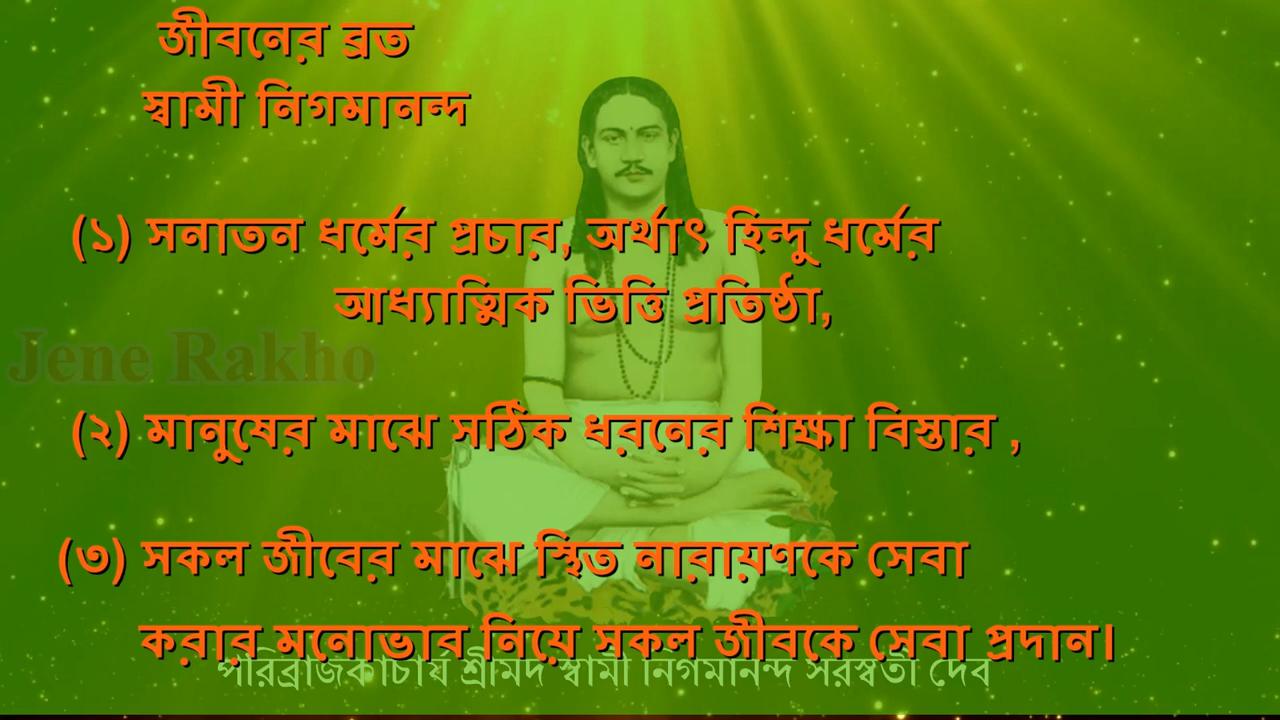 জীবনের ব্রত
স্বামী নিগমানন্দ
(১) সনাতন ধর্মের প্রচার, অর্থাৎ হিন্দু ধর্মের
আধ্যাত্মিক ভিত্তি প্রতিষ্ঠা,
Jene Rakho
(২) মানুষের মাঝে সঠিক ধরনের শিক্ষা বিস্তার ,
(৩) সকল জীবের মাঝে স্থিত নারায়ণকে সেবা
করার মনোভাব নিয়ে সকল জীবকে সেবা প্রদান।
পরিব্রাজকাচার্য শ্রীমদ স্বামী নিগমানন্দ সরস্বতী দেব